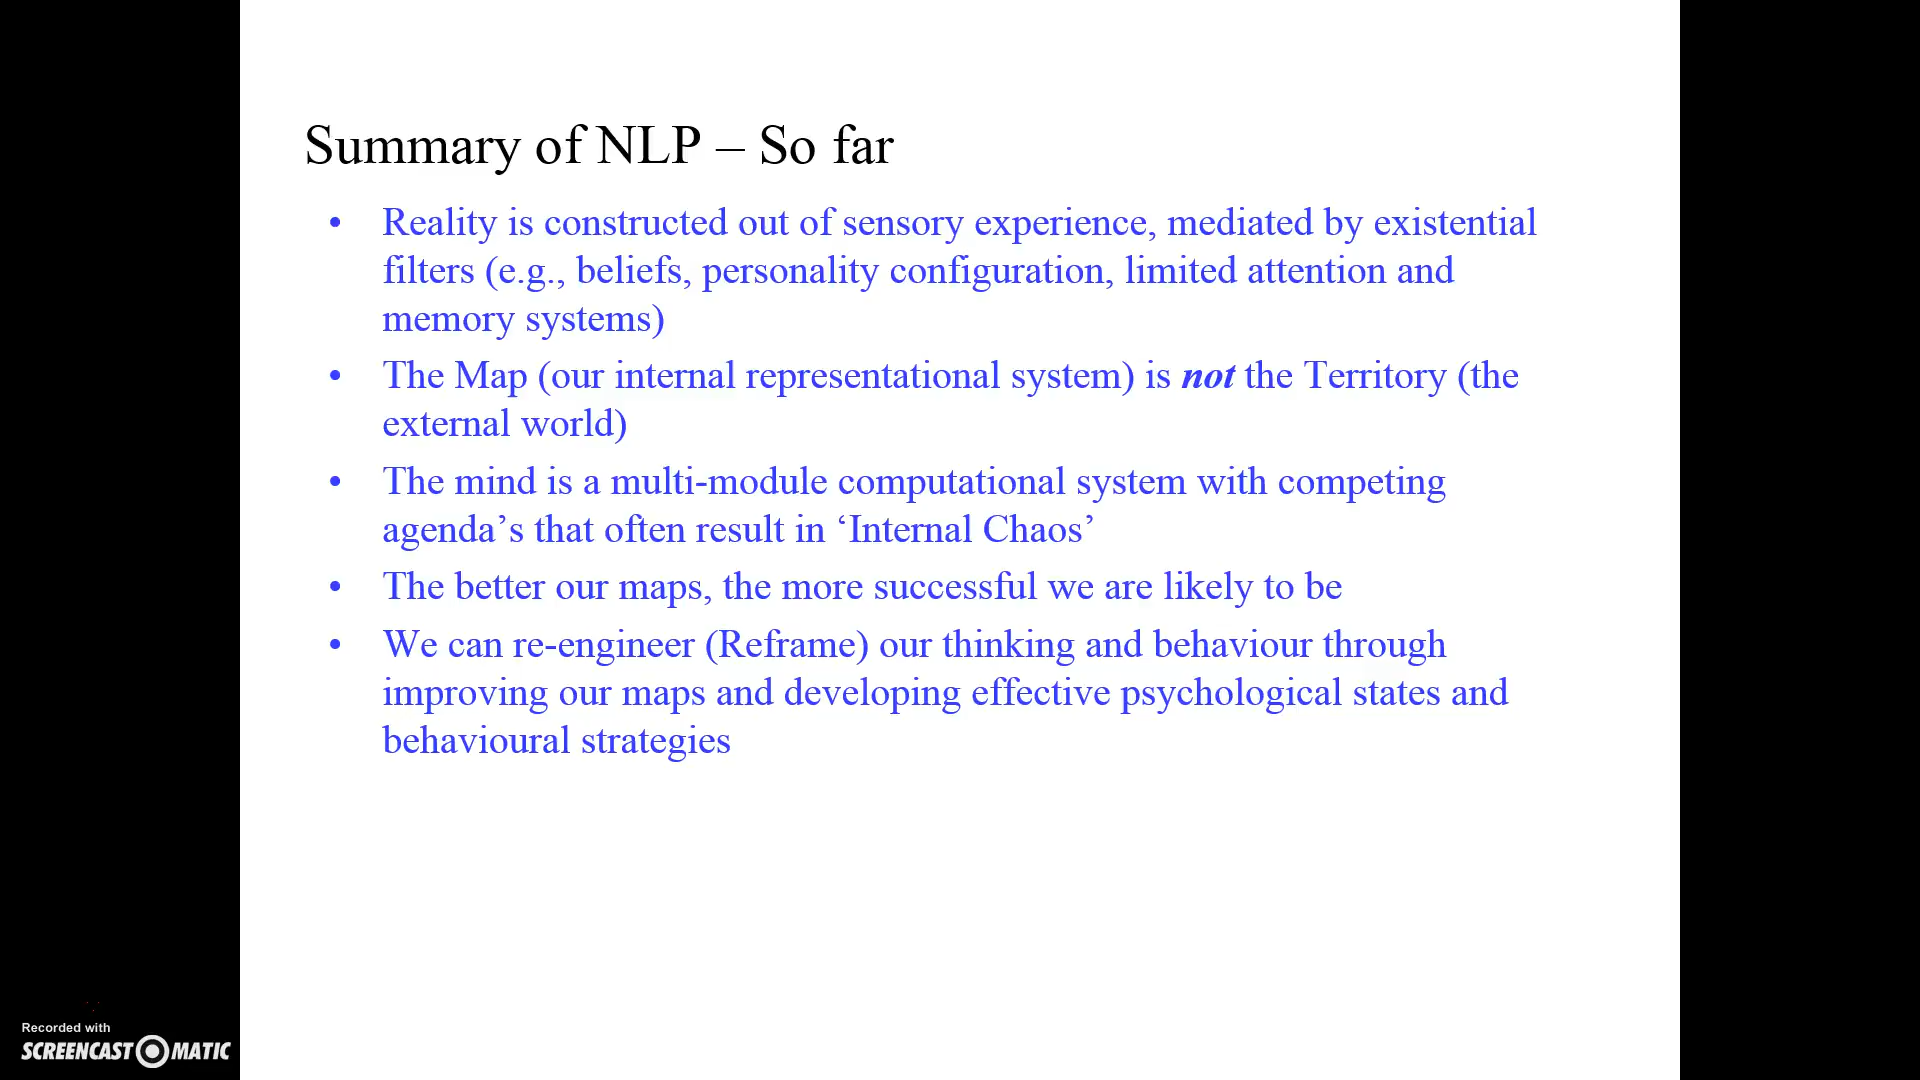 Summary of NLP – So far
• Reality is constructed out of sensory experience, mediated by existential
filters (e.g., beliefs, personality configuration, limited attention and
memory systems)
• The Map (our internal representational system) is not the Territory (the
external world)
• The mind is a multi-module computational system with competing
agenda’s that often result in ‘Internal Chaos’
• The better our maps, the more successful we are likely to be
• We can re-engineer (Reframe) our thinking and behaviour through
improving our maps and developing effective psychological states and
behavioural strategies
Recorded with
SCREENCAST MATIC